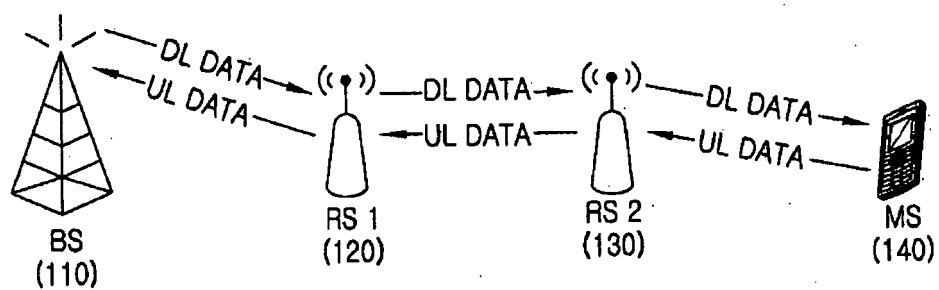 DL DATA
UL DATA
DL DATA
UL DATA
DL DATA
UL DATA
BS
(110)
RS 1
(120)
RS 2
(130)
MS
(140)